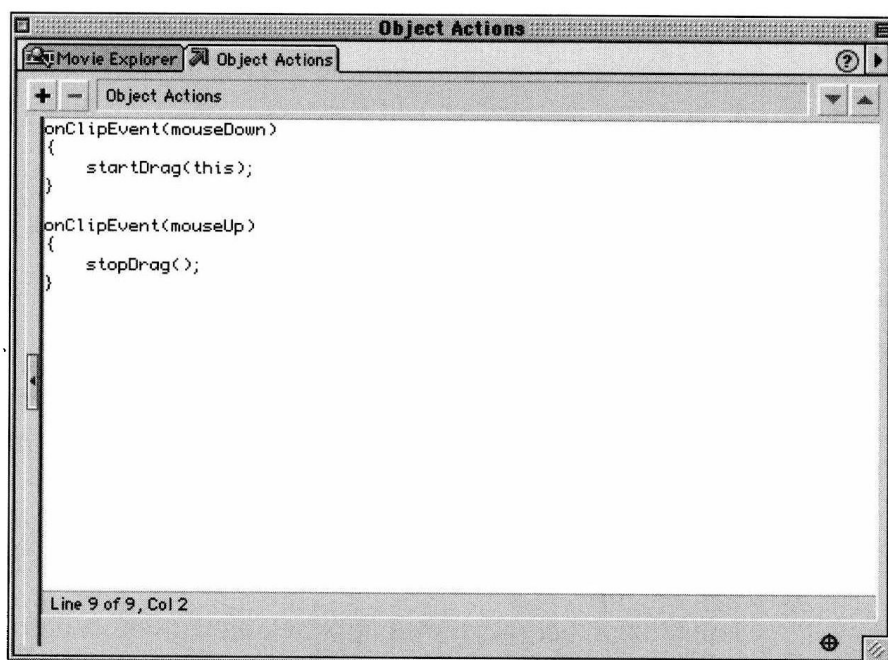 Object Actions
Movie Explorer Object Actions ?
+ − Object Actions
onClipEvent(mouseDown)
{
    startDrag(this);
}

onClipEvent(mouseUp)
{
    stopDrag();
}
Line 9 of 9, Col 2